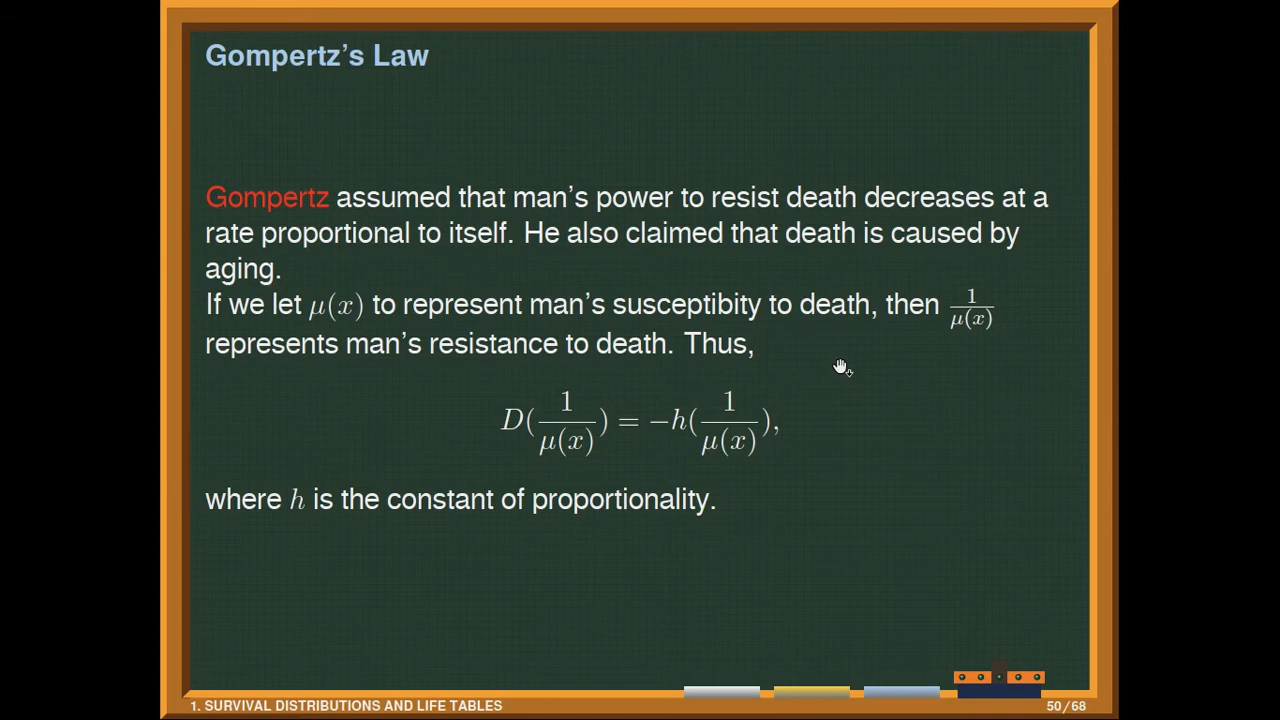 Gompertz's Law
Gompertz assumed that man's power to resist death decreases at a
rate proportional to itself. He also claimed that death is caused by
aging.
If we let μ(x) to represent man's susceptibity to death, then 1/μ(x)
represents man's resistance to death. Thus,
D(1/μ(x)) = −h(1/μ(x)),
where h is the constant of proportionality.
1. SURVIVAL DISTRIBUTIONS AND LIFE TABLES 50/68